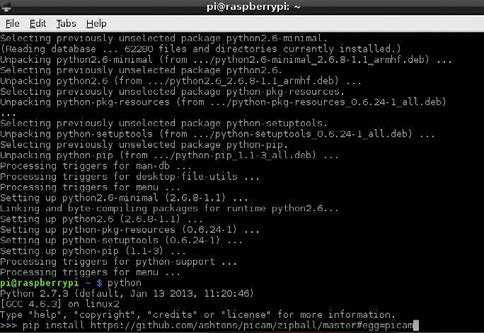 pi@raspberrypi: ~
File Edit Tabs Help
Selecting previously unselected package python2.6-minimal.
(Reading database ... 62280 files and directories currently installed.)
Unpacking python2.6-minimal (from .../python2.6-minimal_2.6.8-1.1_armhf.deb) ...
Selecting previously unselected package python2.6.
Unpacking python2.6 (from .../python2.6_2.6.8-1.1_armhf.deb) ...
Selecting previously unselected package python-pkg-resources.
Unpacking python-pkg-resources (from .../python-pkg-resources_0.6.24-1_all.deb)
...
Selecting previously unselected package python-setuptools.
Unpacking python-setuptools (from .../python-setuptools_0.6.24-1_all.deb) ...
Selecting previously unselected package python-pip.
Unpacking python-pip (from .../python-pip_1.1-3_all.deb) ...
Processing triggers for man-db ...
Processing triggers for desktop-file-utils ...
Processing triggers for menu ...
Setting up python2.6-minimal (2.6.8-1.1) ...
Linking and byte-compiling packages for runtime python2.6...
Setting up python2.6 (2.6.8-1.1) ...
Setting up python-pkg-resources (0.6.24-1) ...
Setting up python-setuptools (0.6.24-1) ...
Setting up python-pip (1.1-3) ...
Processing triggers for python-support ...
Processing triggers for menu ...
pi@raspberrypi ~ $ python
Python 2.7.3 (default, Jan 13 2013, 11:20:46)
[GCC 4.6.3] on linux2
Type "help", "copyright", "credits" or "license" for more information.
>>> pip install https://github.com/ashtons/picam/zipball/master#egg=picam